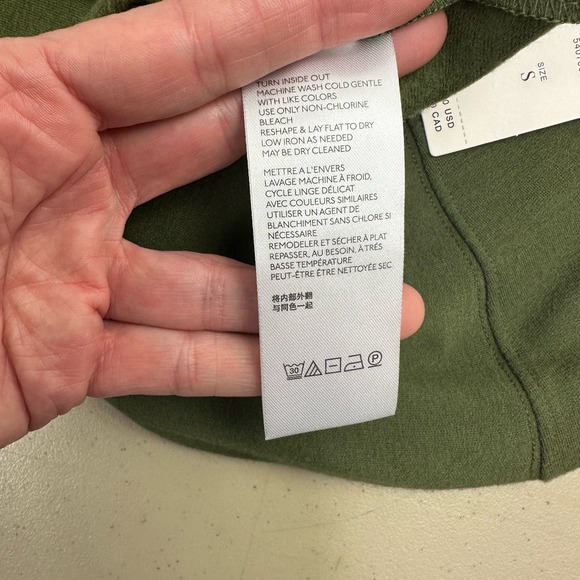 TURN INSIDE OUT
MACHINE WASH COLD GENTLE
WITH LIKE COLORS
USE ONLY NON-CHLORINE
BLEACH
RESHAPE & LAY FLAT TO DRY
LOW IRON AS NEEDED
MAY BE DRY CLEANED
METTRE A L'ENVERS
LAVAGE MACHINE À FROID,
CYCLE LINGE DÉLICAT
AVEC COULEURS SIMILAIRES
UTILISER UN AGENT DE
BLANCHIMENT SANS CHLORE SI
NÉCESSAIRE
REMODELER ET SÉCHER À PLAT
REPASSER, AU BESOIN, À TRÈS
BASSE TEMPÉRATURE
PEUT-ÊTRE ÊTRE NETTOYÉE SEC.
将内部外翻
与同色一起
30
P
SIZE
S
USD
CAD